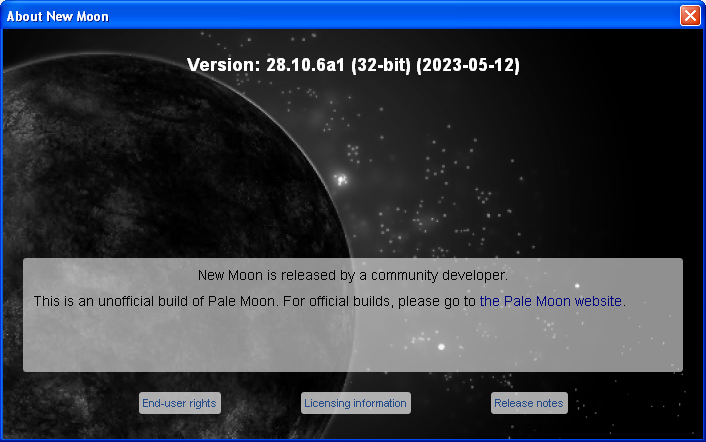 About New Moon
Version: 28.10.6a1 (32-bit) (2023-05-12)
New Moon is released by a community developer.
This is an unofficial build of Pale Moon. For official builds, please go to the Pale Moon website.
End-user rights
Licensing information
Release notes